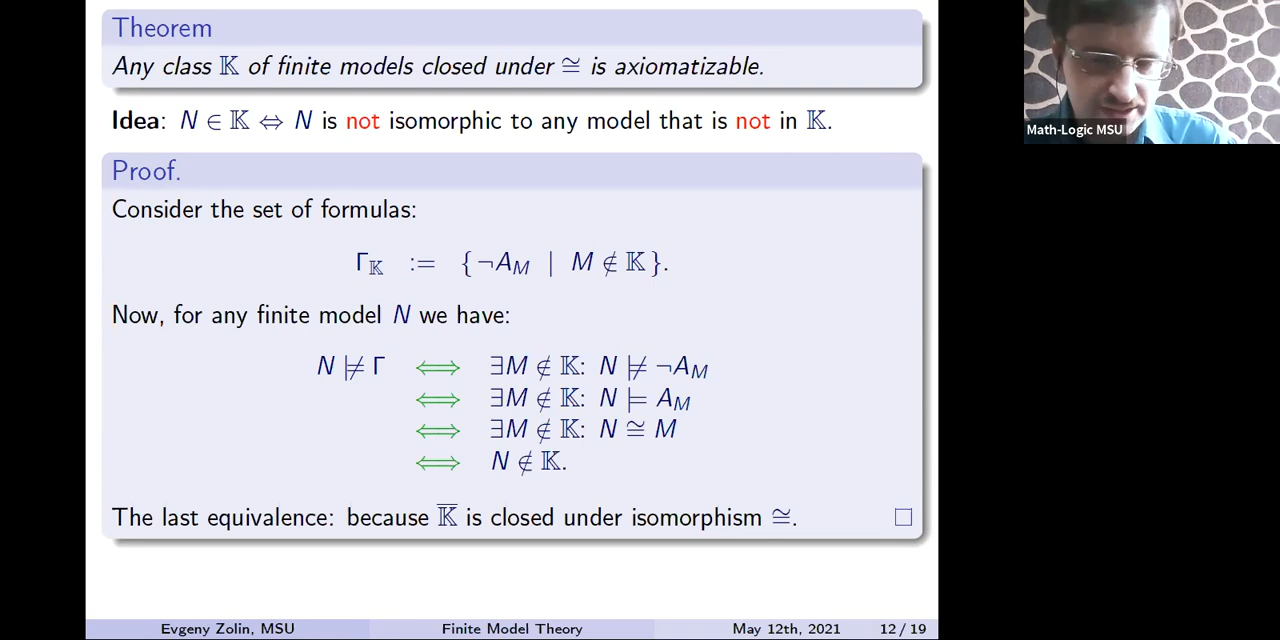 Theorem
Any class 𝕂 of finite models closed under ≅ is axiomatizable.
Idea: N ∈ 𝕂 ⇔ N is not isomorphic to any model that is not in 𝕂.
Proof.
Consider the set of formulas:
Γ_𝕂 := {¬A_M | M ∉ 𝕂}.
Now, for any finite model N we have:
N ⊭ Γ ⟺ ∃M ∉ 𝕂: N ⊭ ¬A_M
⟺ ∃M ∉ 𝕂: N ⊨ A_M
⟺ ∃M ∉ 𝕂: N ≅ M
⟺ N ∉ 𝕂.
The last equivalence: because 𝕂̅ is closed under isomorphism ≅. □
Evgeny Zolin, MSU Finite Model Theory May 12th, 2021 12 / 19
Math-Logic MSU